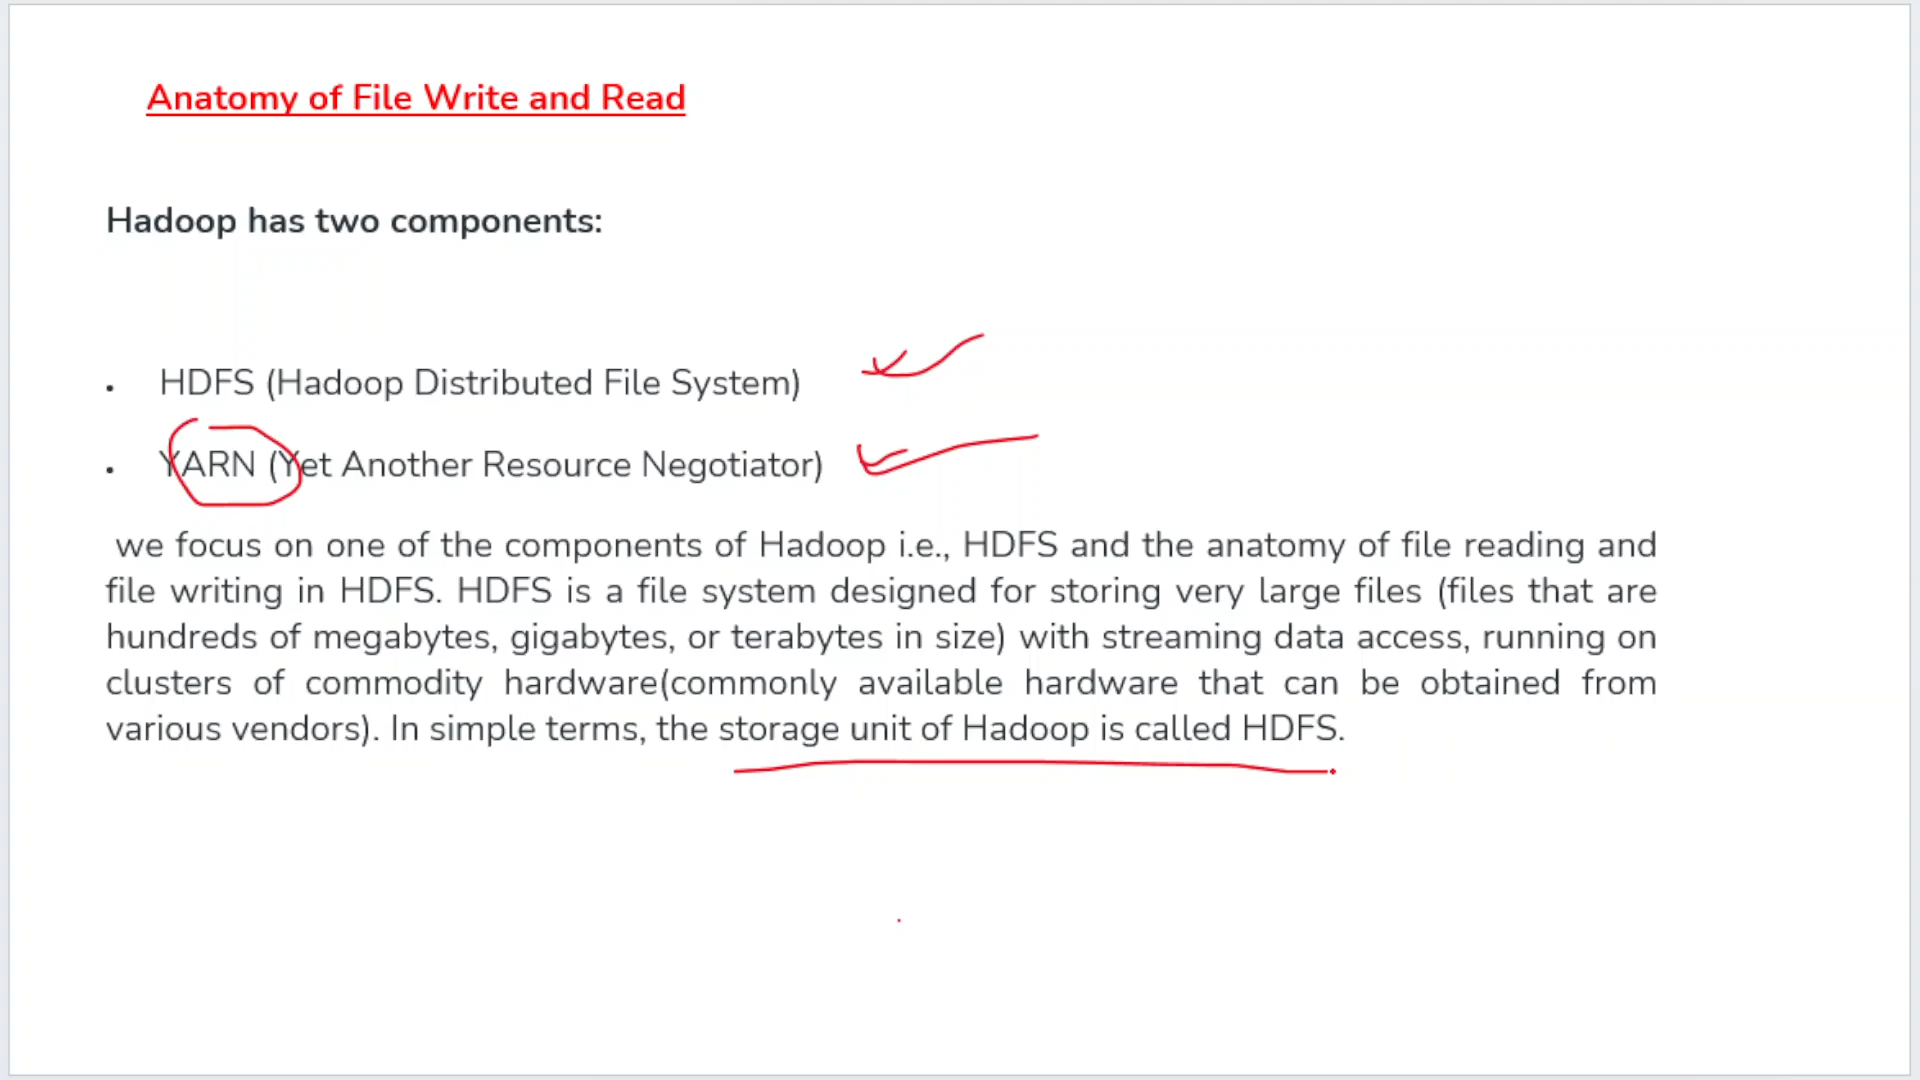 Anatomy of File Write and Read
Hadoop has two components:
• HDFS (Hadoop Distributed File System)
• YARN (Yet Another Resource Negotiator)
we focus on one of the components of Hadoop i.e., HDFS and the anatomy of file reading and
file writing in HDFS. HDFS is a file system designed for storing very large files (files that are
hundreds of megabytes, gigabytes, or terabytes in size) with streaming data access, running on
clusters of commodity hardware(commonly available hardware that can be obtained from
various vendors). In simple terms, the storage unit of Hadoop is called HDFS.